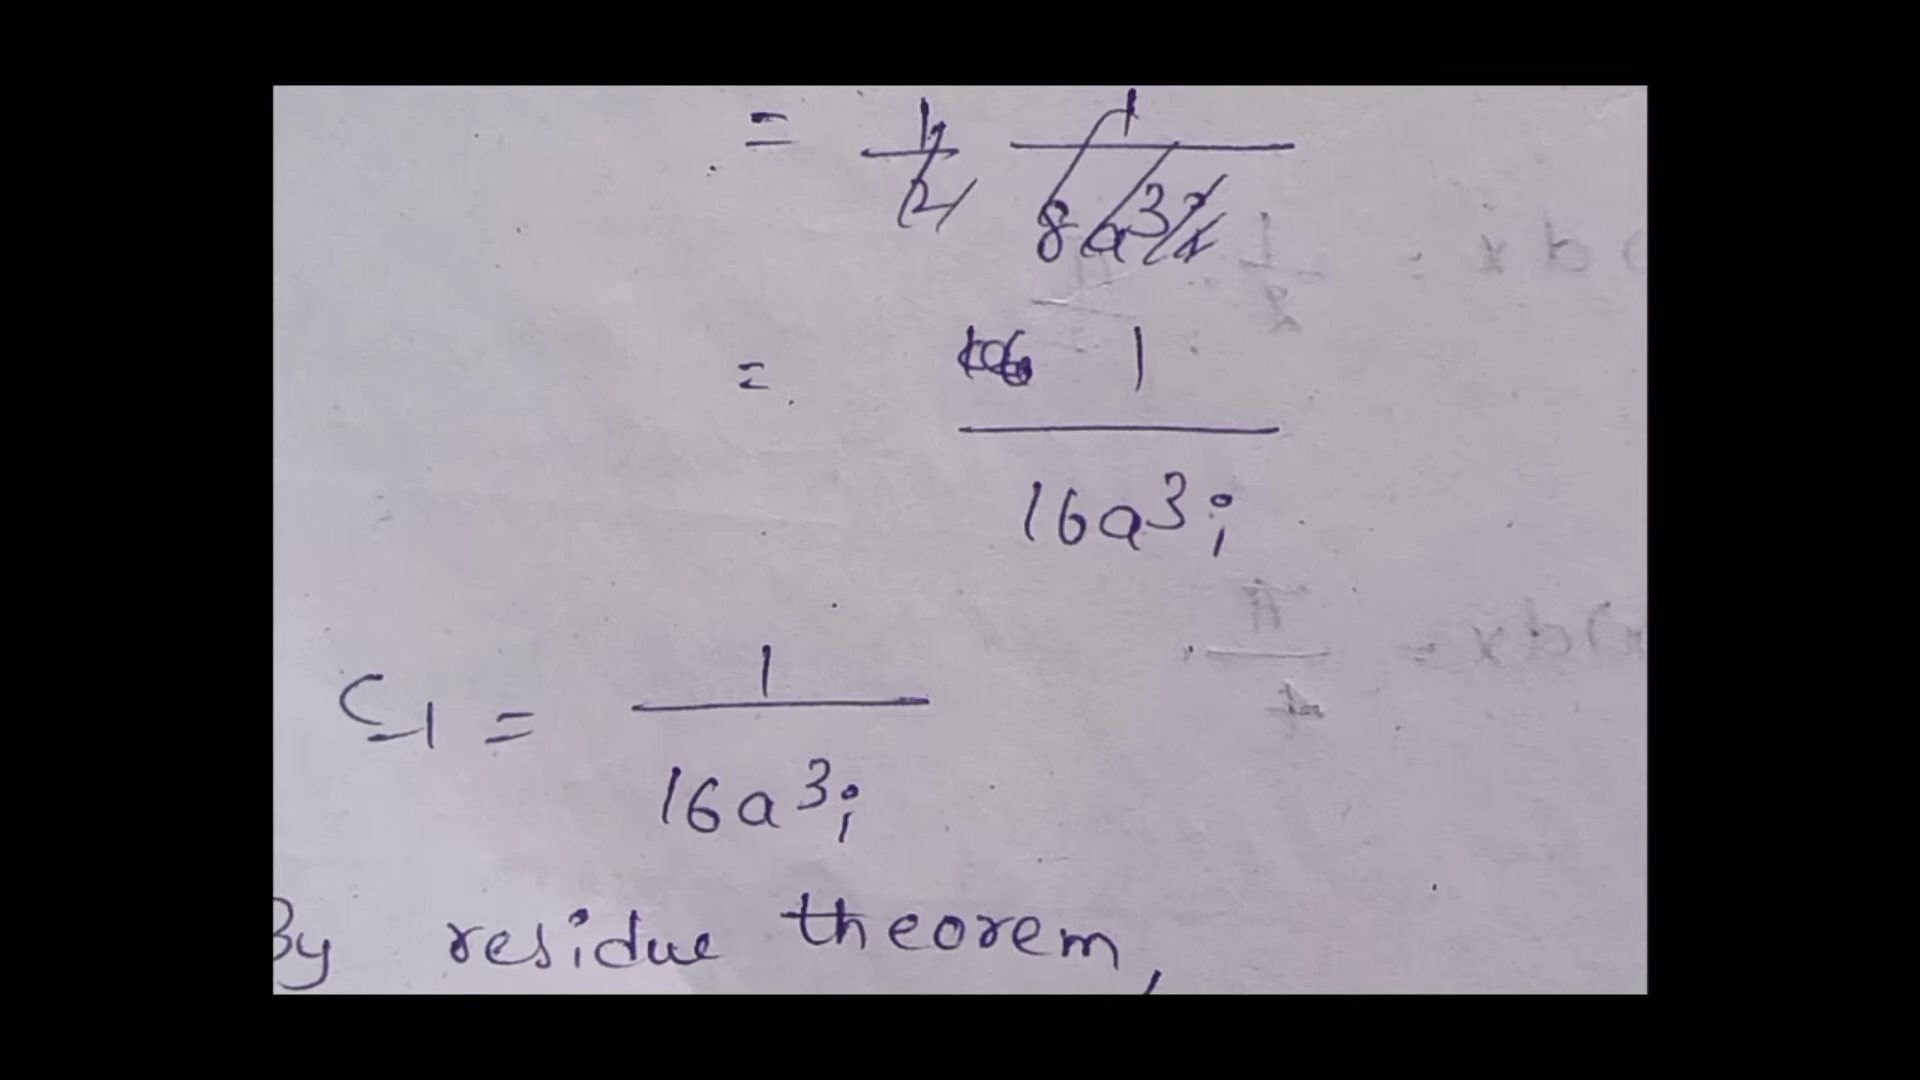 = 1/2 1/8a³i
= 1/16a³i
C₋₁ = 1/16a³i
By residue theorem,